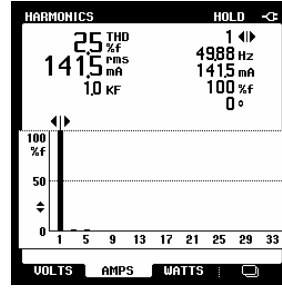 HARMONICS HOLD
2.5 THD %f
141.5 rms mA
1.0 KF
1
49.88 Hz
141.5 mA
100 %f
0 °
100
%f
50
0
1 5 9 13 17 21 25 29 33
VOLTS AMPS WATTS